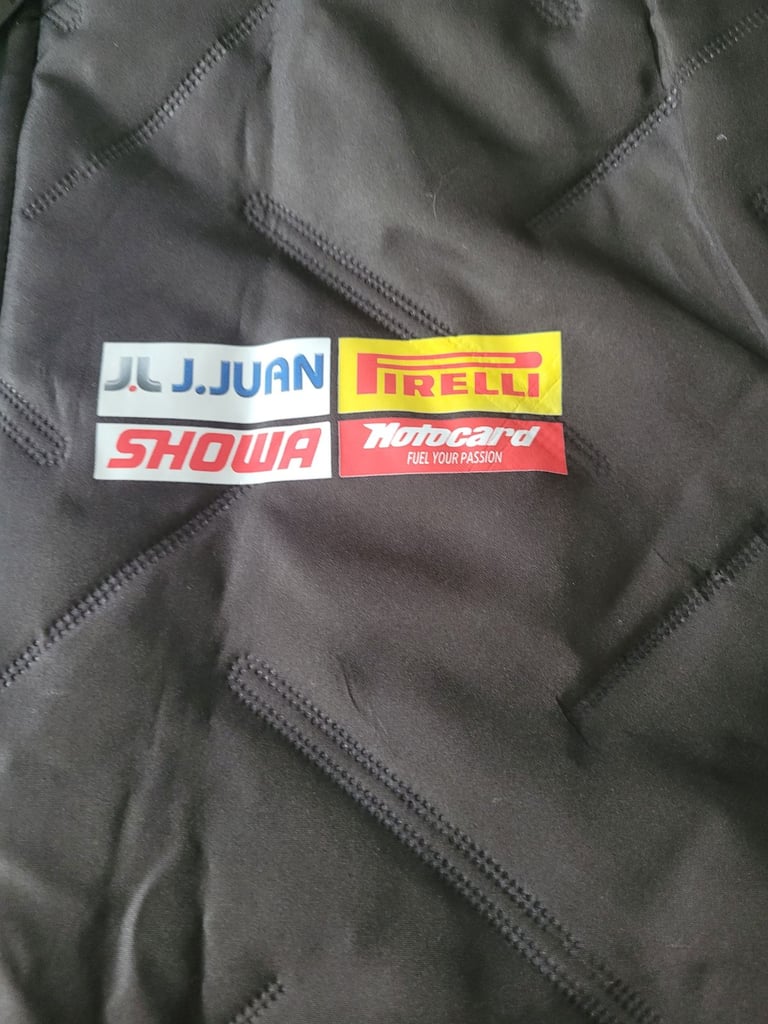 J.J J.JUAN
PIRELLI
SHOWA
Motocard
FUEL YOUR PASSION